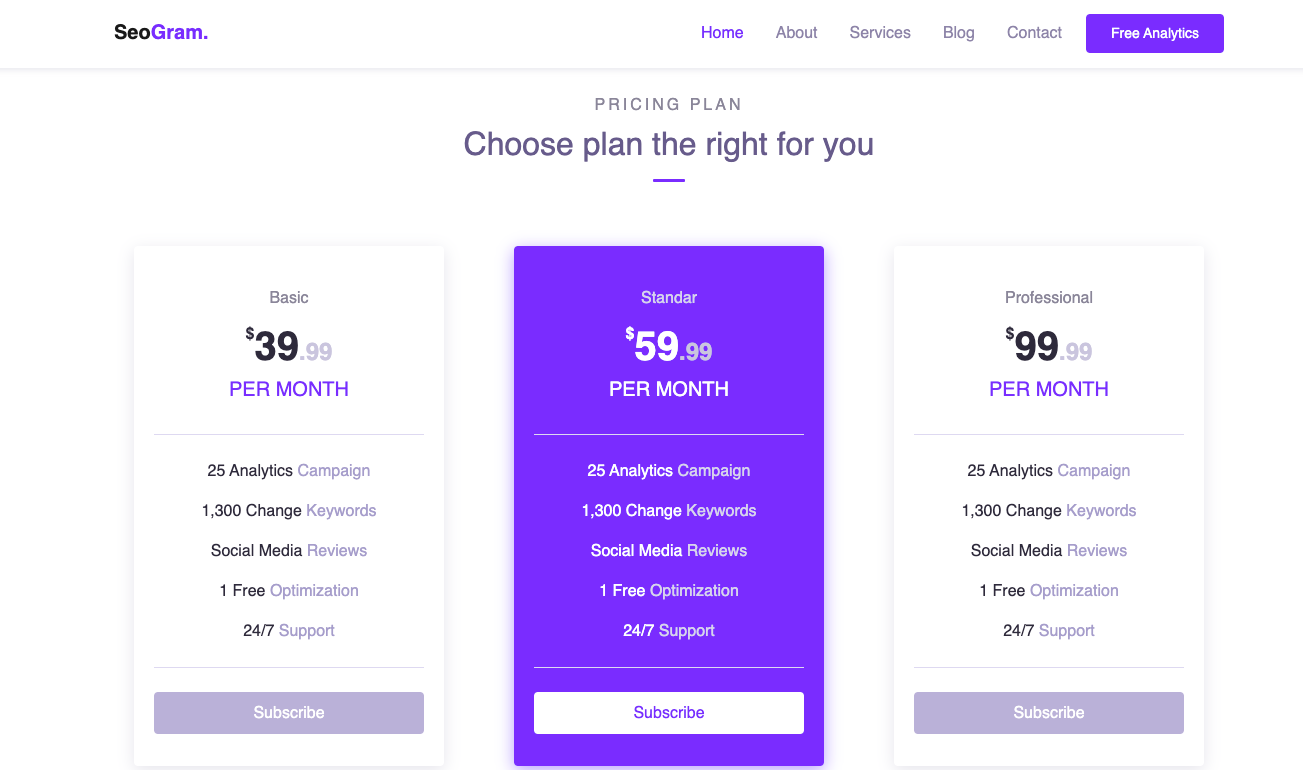 SeoGram.
Home About Services Blog Contact Free Analytics
PRICING PLAN
Choose plan the right for you
Basic
$39.99
PER MONTH
25 Analytics Campaign
1,300 Change Keywords
Social Media Reviews
1 Free Optimization
24/7 Support
Subscribe
Standar
$59.99
PER MONTH
25 Analytics Campaign
1,300 Change Keywords
Social Media Reviews
1 Free Optimization
24/7 Support
Subscribe
Professional
$99.99
PER MONTH
25 Analytics Campaign
1,300 Change Keywords
Social Media Reviews
1 Free Optimization
24/7 Support
Subscribe